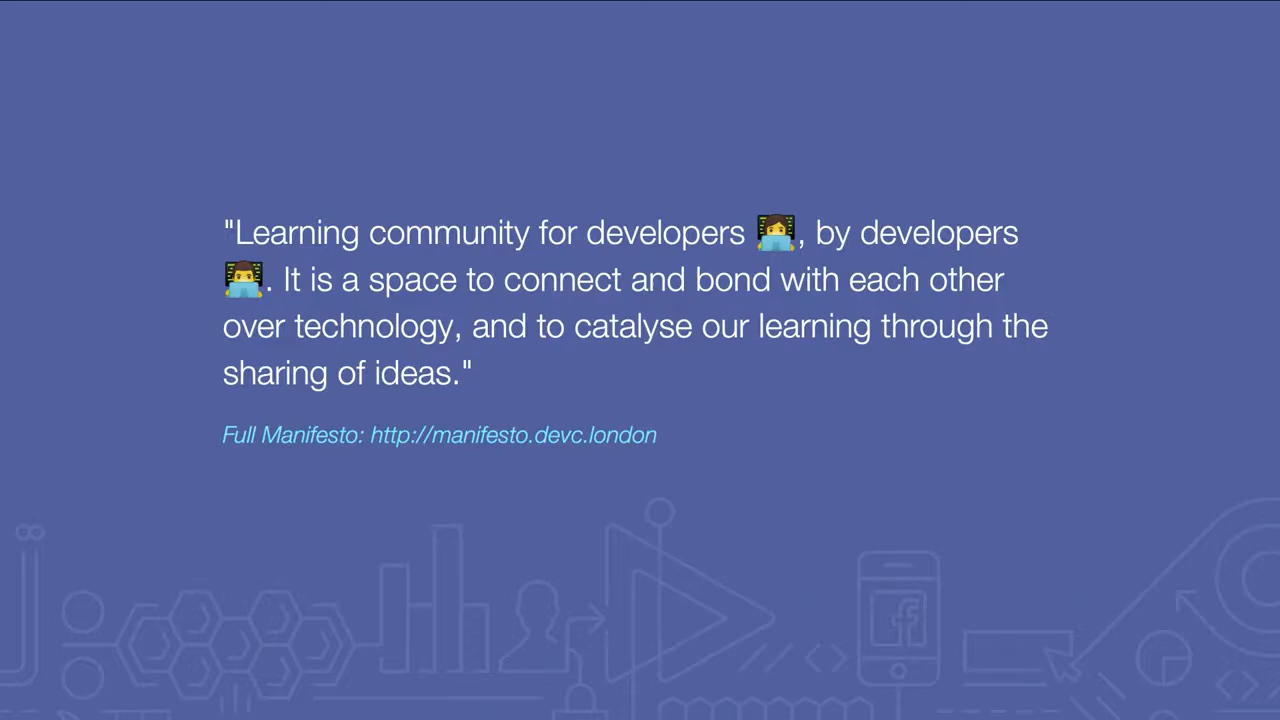 "Learning community for developers 👩‍💻, by developers
👨‍💻. It is a space to connect and bond with each other
over technology, and to catalyse our learning through the
sharing of ideas."
Full Manifesto: http://manifesto.devc.london